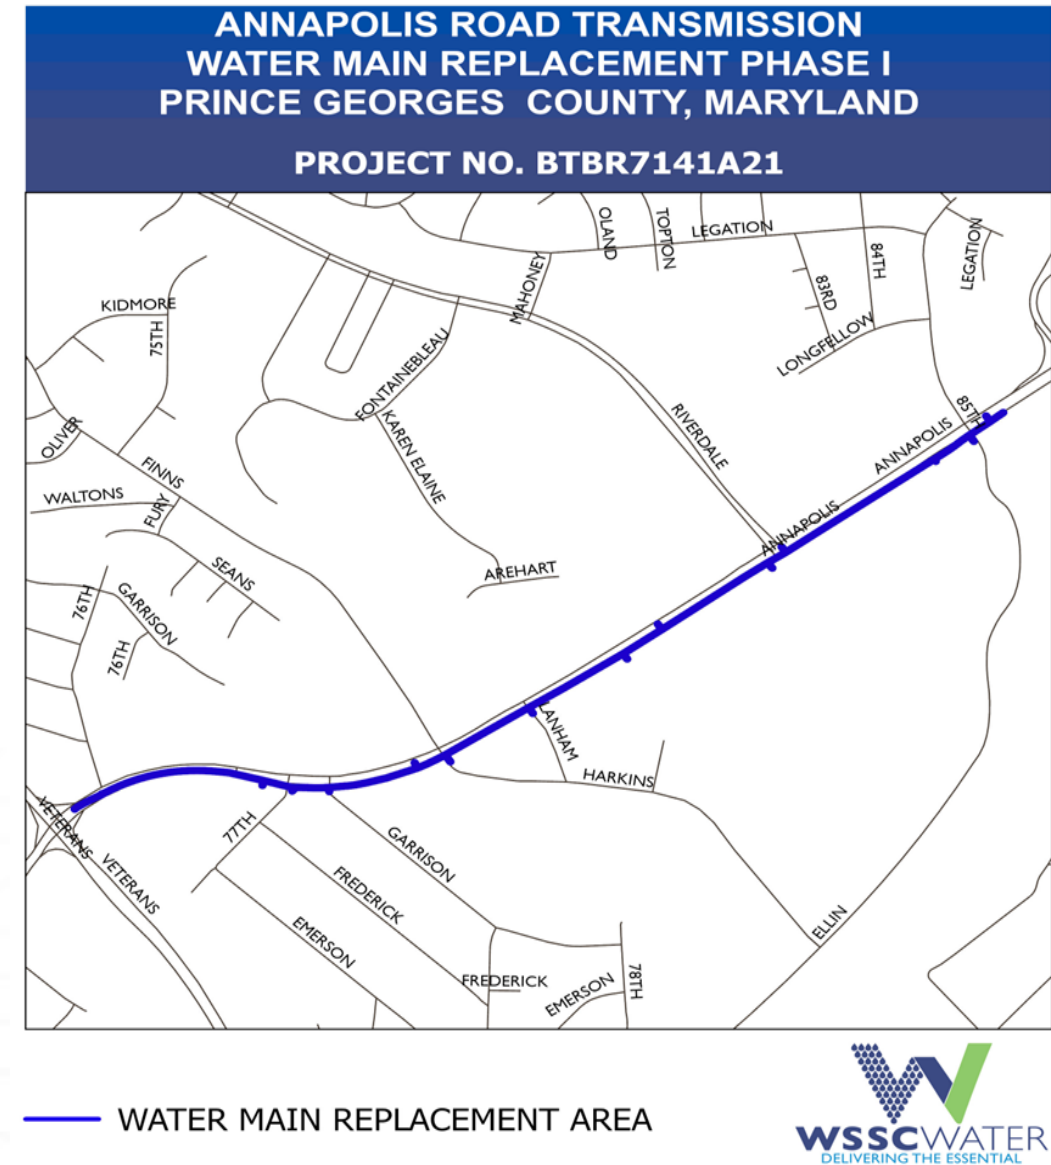 ANNAPOLIS ROAD TRANSMISSION
WATER MAIN REPLACEMENT PHASE I
PRINCE GEORGES COUNTY, MARYLAND
PROJECT NO. BTBR7141A21
OLAND
TOPTON
LEGATION
84TH
LEGATION
MAHONEY
83RD
KIDMORE
75TH
LONGFELLOW
FONTAINEBLEAU
KAREN ELAINE
RIVERDALE
85TH
OLIVER
ANNAPOLIS
FINNS
WALTONS
FURY
ANNAPOLIS
SEANS
AREHART
76TH
GARRISON
76TH
LANHAM
HARKINS
VETERANS
77TH
GARRISON
VETERANS
FREDERICK
EMERSON
ELLIN
FREDERICK
EMERSON
78TH
WATER MAIN REPLACEMENT AREA
WSSCWATER
DELIVERING THE ESSENTIAL